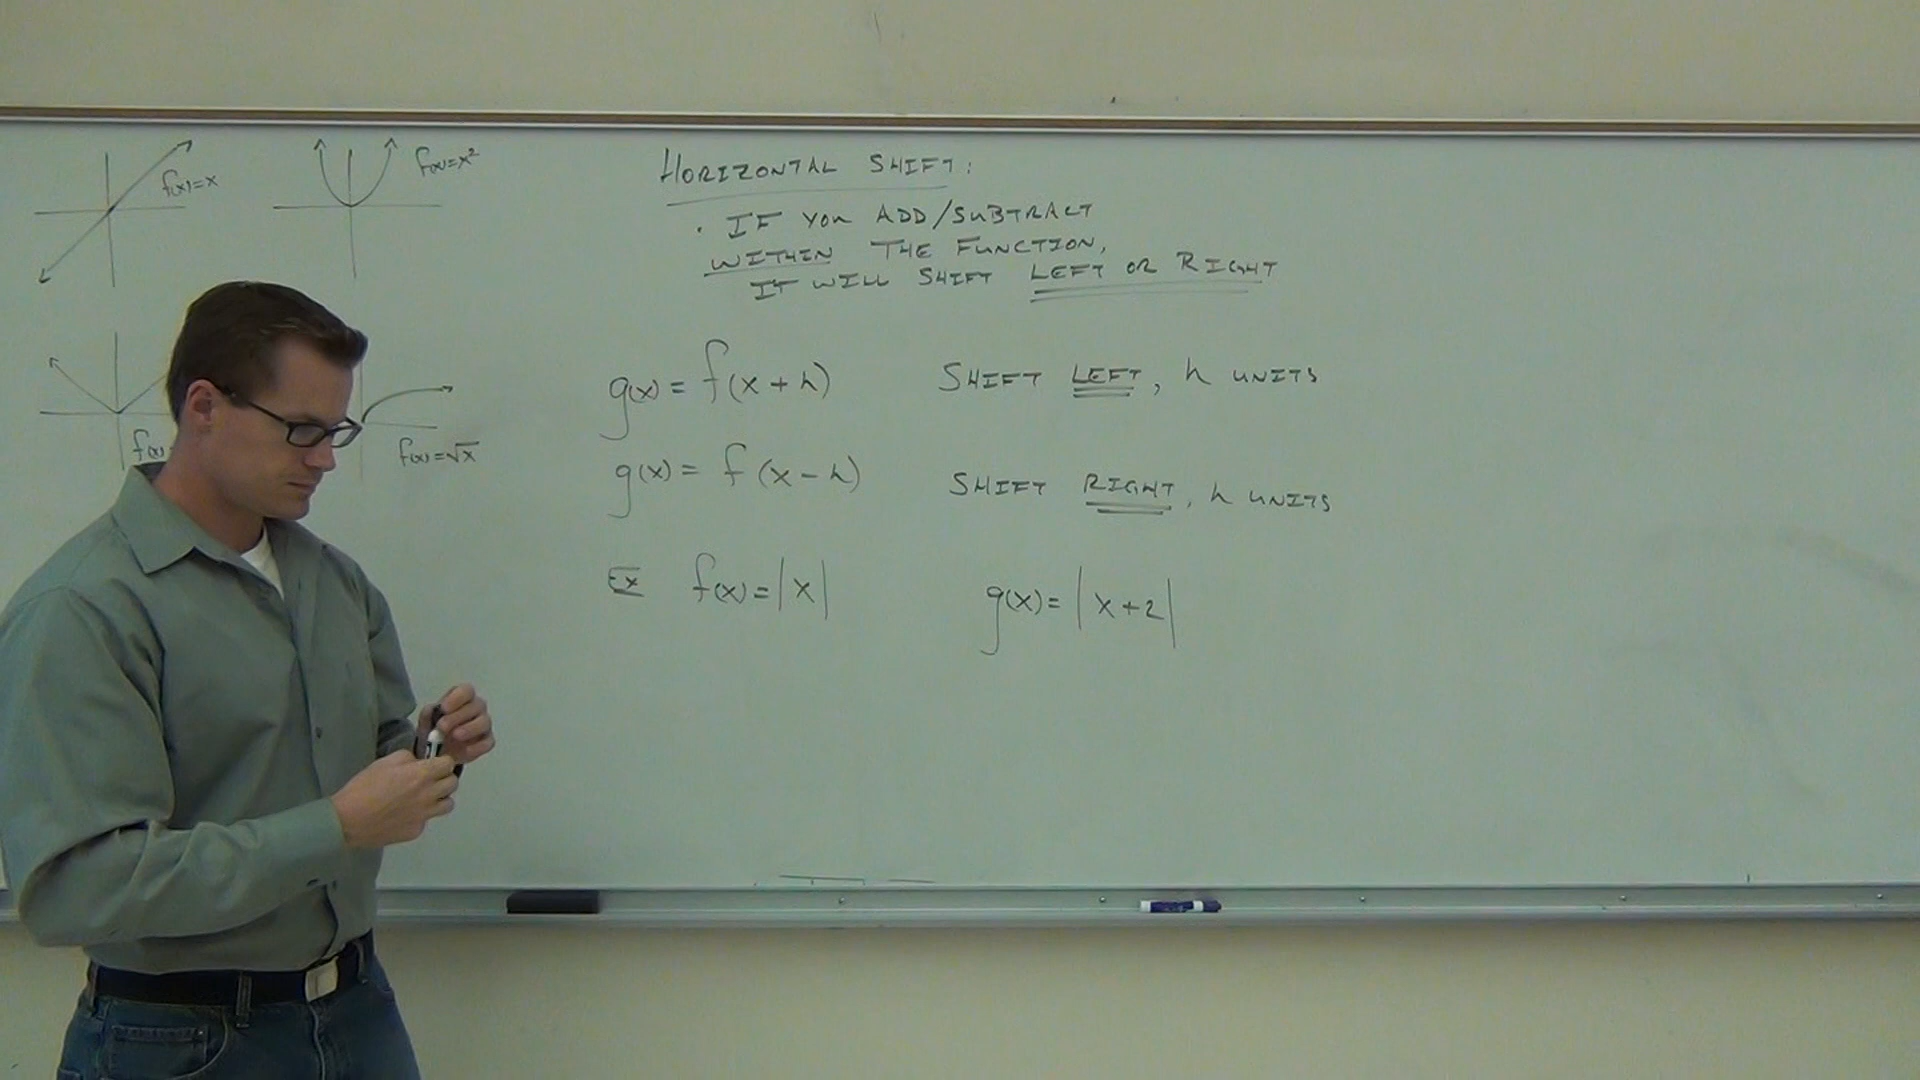 f(x)=x
f(x)=x²
f(x)
f(x)=√x
HORIZONTAL SHIFT:
· IF YOU ADD/SUBTRACT
WITHIN THE FUNCTION,
IT WILL SHIFT LEFT OR RIGHT
g(x) = f(x+h) SHIFT LEFT, h UNITS
g(x) = f(x-h) SHIFT RIGHT, h UNITS
Ex f(x)=|x| g(x)=|x+2|